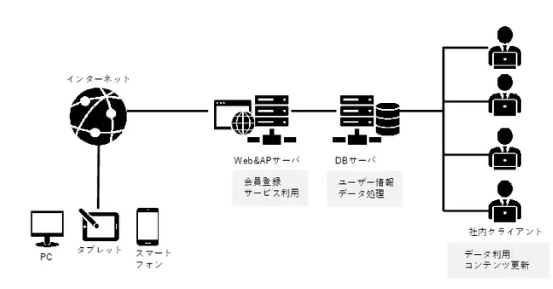 インターネット
Web&APサーバ
DBサーバ
会員登録
サービス利用
ユーザー情報
データ処理
社内クライアント
データ利用
コンテンツ更新
PC
タブレット
スマート
フォン